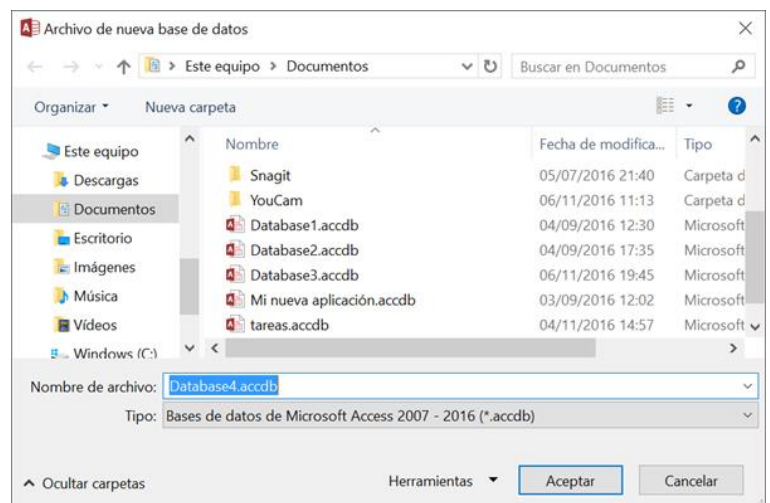 Archivo de nueva base de datos
Este equipo > Documentos
Buscar en Documentos
Organizar
Nueva carpeta
?
Este equipo
Descargas
Documentos
Escritorio
Imágenes
Música
Vídeos
Windows (C:)
Nombre Fecha de modifica... Tipo
Snagit 05/07/2016 21:40 Carpeta d
YouCam 06/11/2016 11:13 Carpeta d
Database1.accdb 04/09/2016 12:30 Microsoft
Database2.accdb 04/09/2016 17:35 Microsoft
Database3.accdb 06/11/2016 19:45 Microsoft
Mi nueva aplicación.accdb 03/09/2016 12:02 Microsoft
tareas.accdb 04/11/2016 14:57 Microsoft
Nombre de archivo: Database4.accdb
Tipo: Bases de datos de Microsoft Access 2007 - 2016 (*.accdb)
Ocultar carpetas
Herramientas
Aceptar
Cancelar